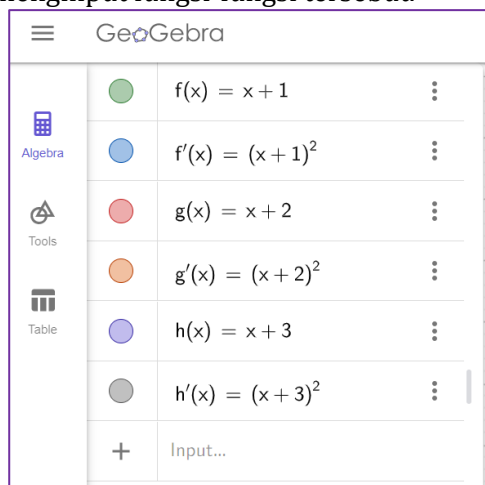 GeoGebra
f(x) = x + 1
Algebra
f′(x) = (x + 1)²
g(x) = x + 2
Tools
g′(x) = (x + 2)²
Table
h(x) = x + 3
h′(x) = (x + 3)²
+ Input...